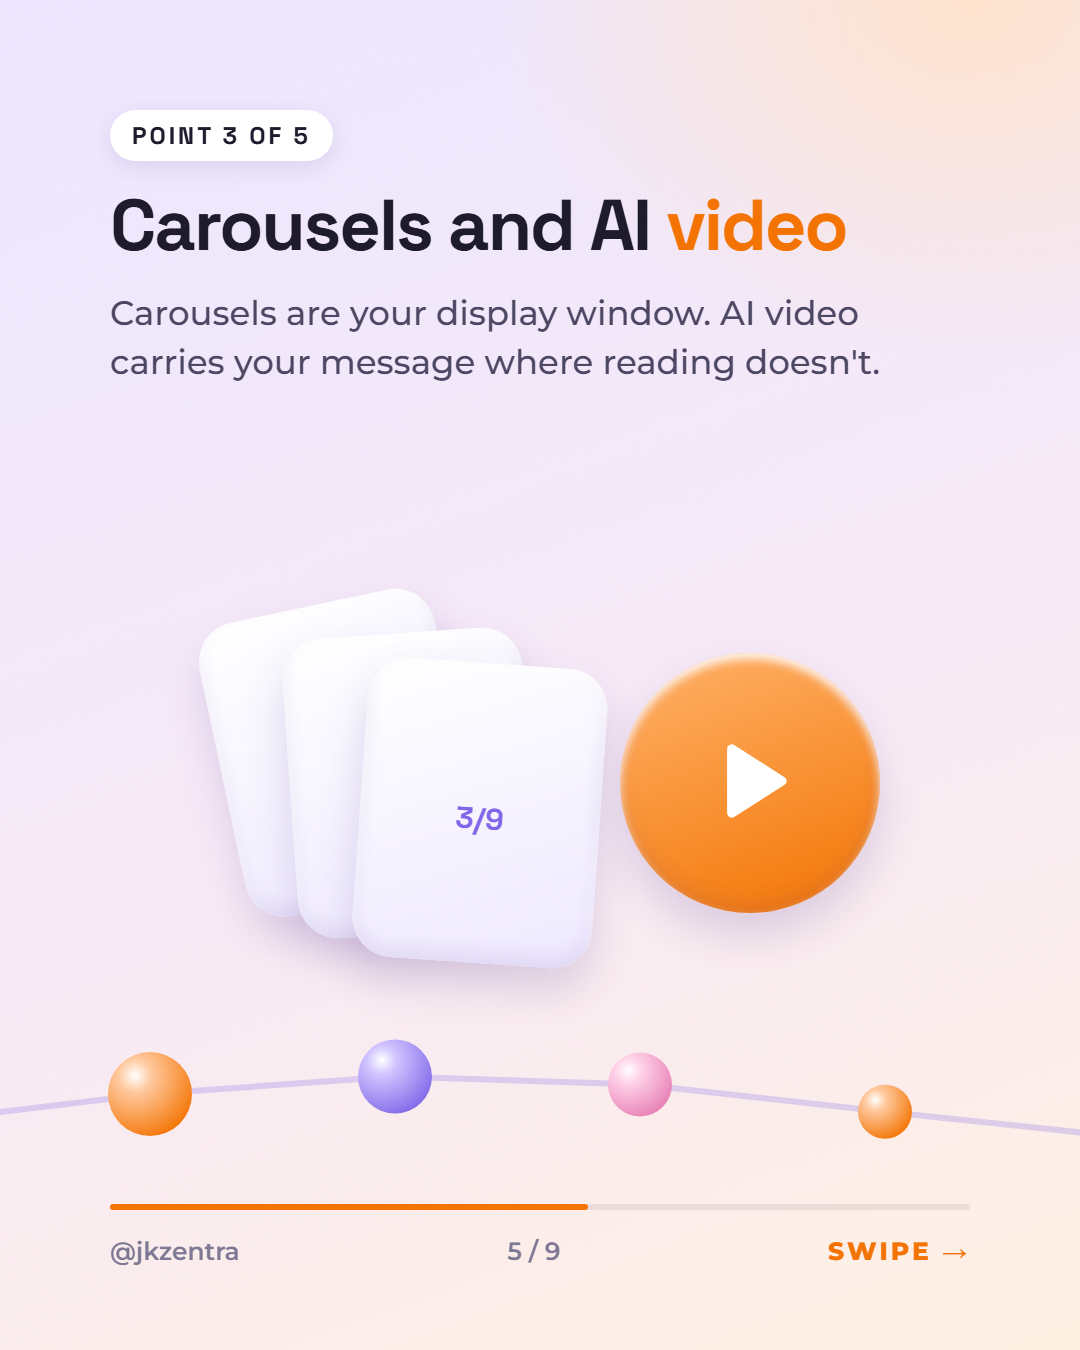 POINT 3 OF 5
Carousels and AI video
Carousels are your display window. AI video
carries your message where reading doesn't.
3/9
@jkzentra
5 / 9
SWIPE →